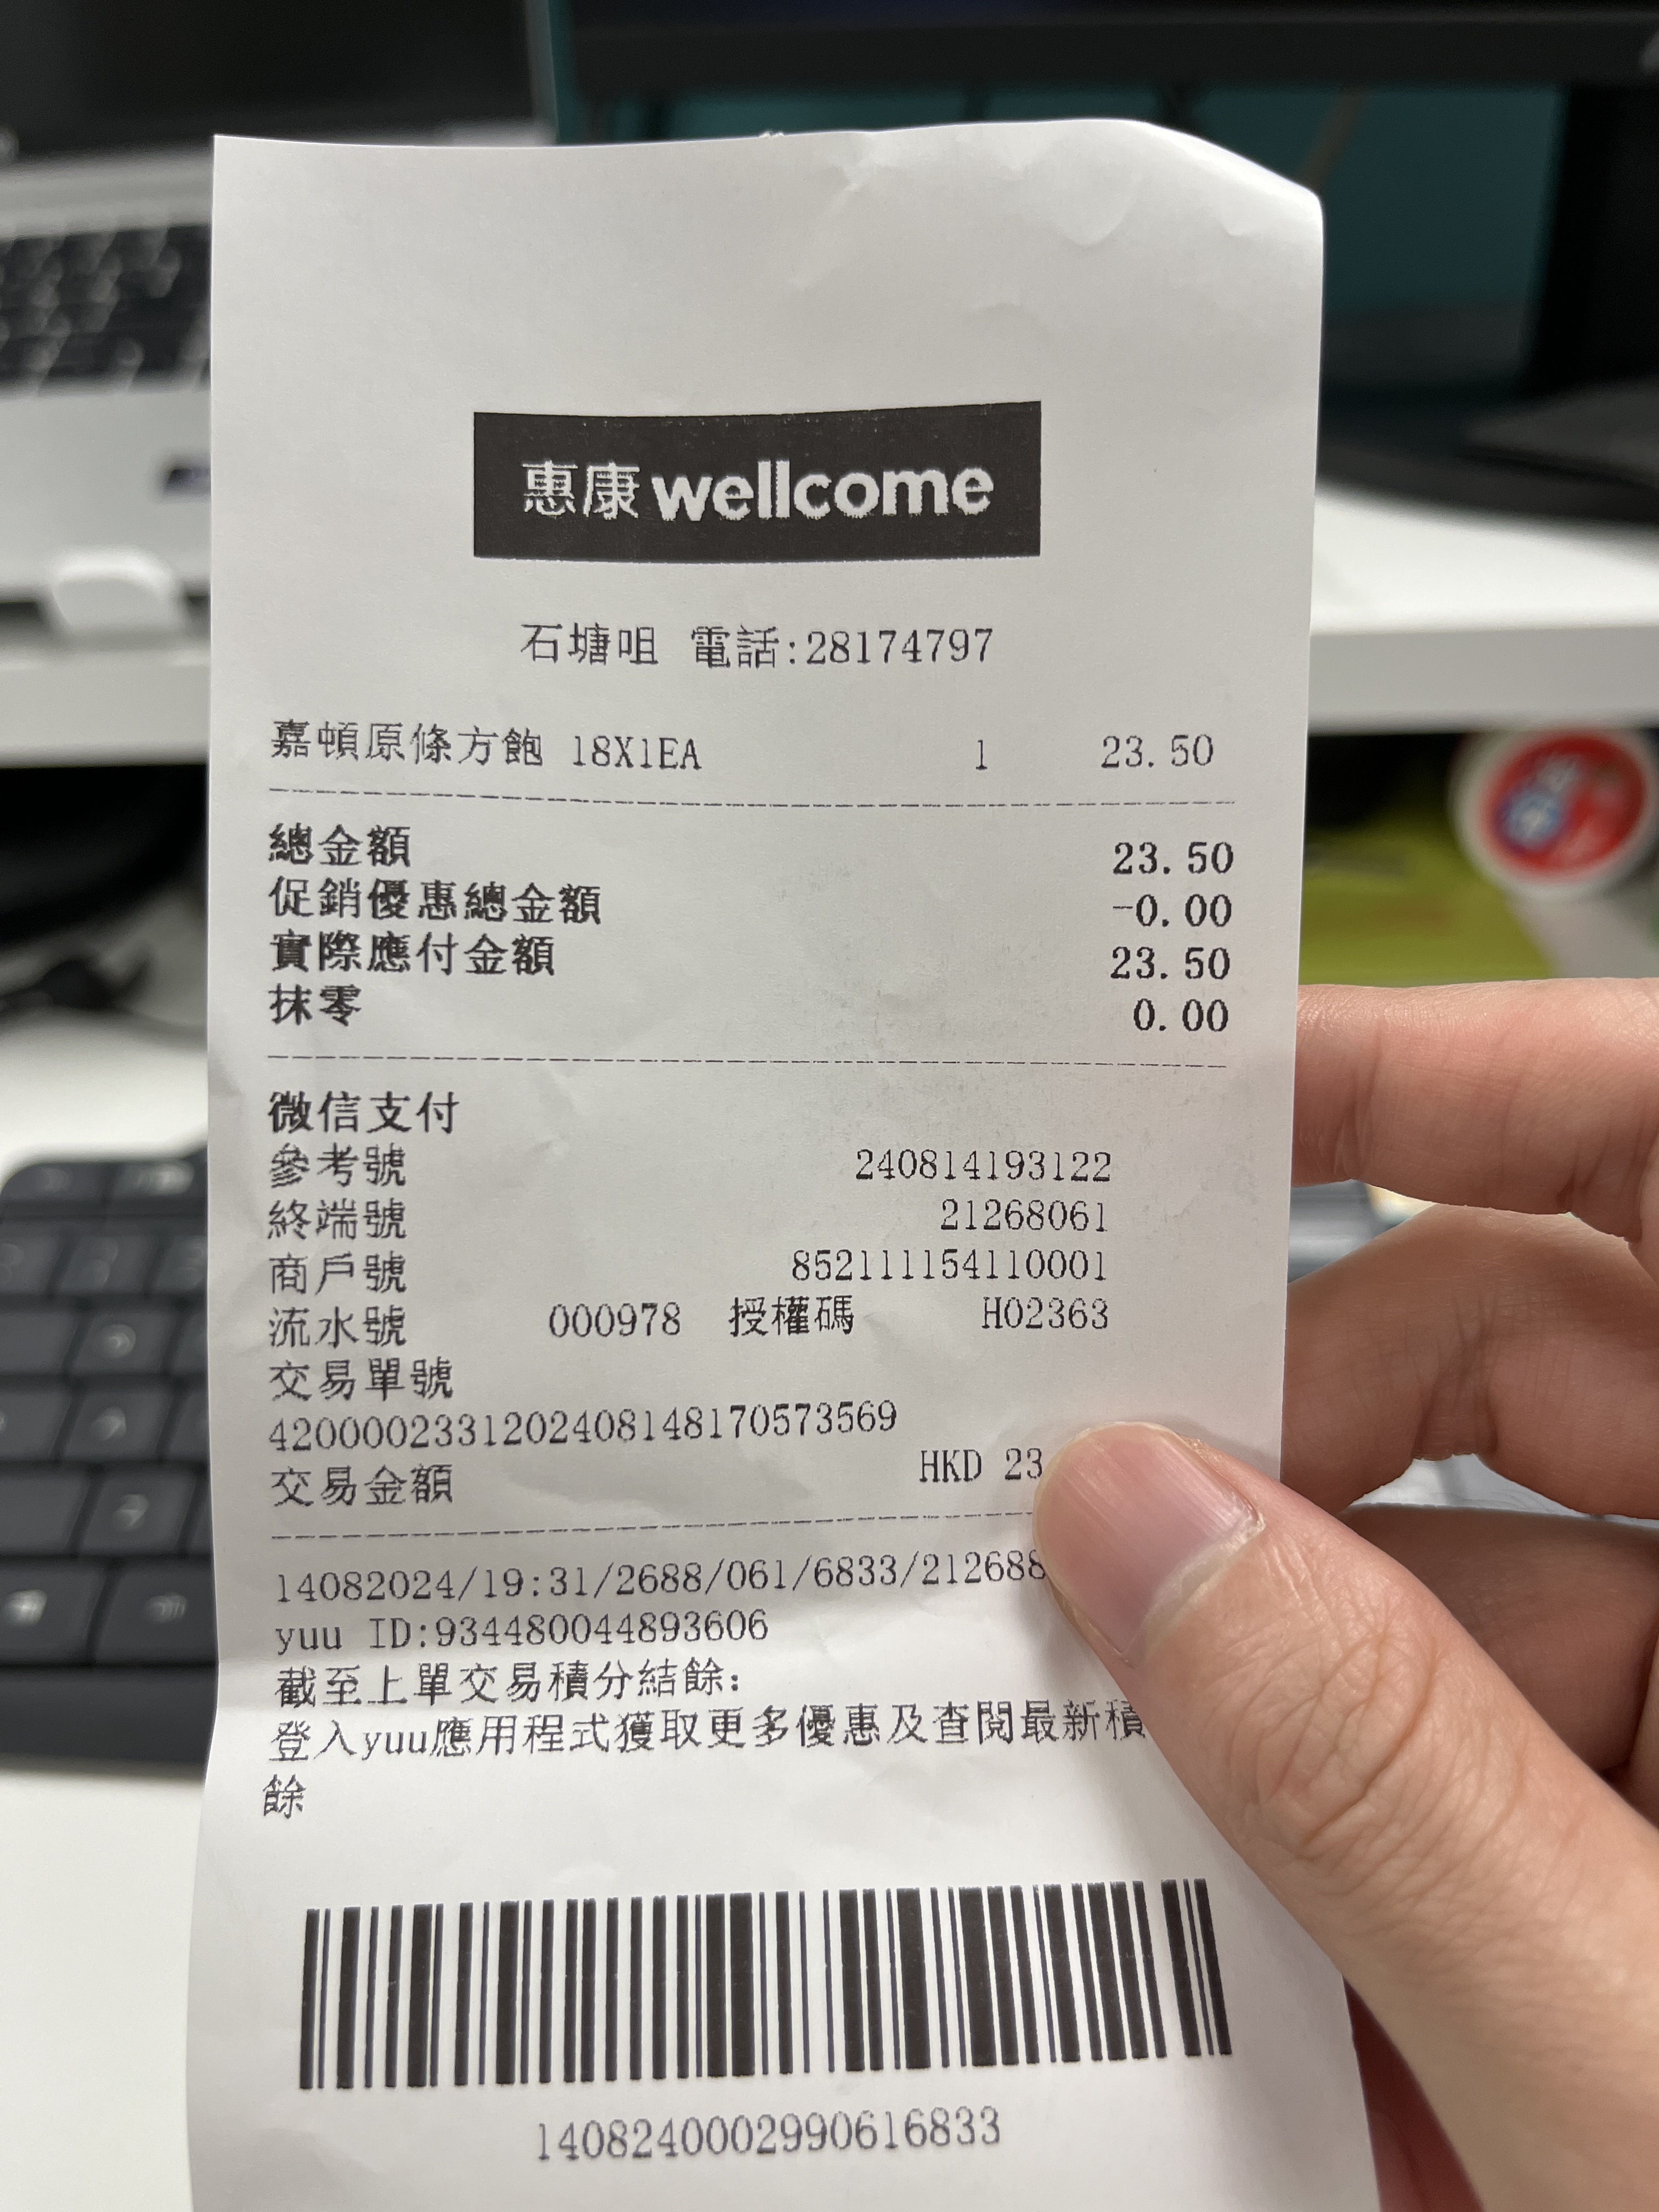 惠康 wellcome
石塘咀 電話:28174797
嘉頓原條方飽 18X1EA 1 23.50
總金額 23.50
促銷優惠總金額 -0.00
實際應付金額 23.50
抹零 0.00
微信支付
參考號 240814193122
終端號 21268061
商戶號 852111154110001
流水號 000978 授權碼 H02363
交易單號
4200002331202408148170573569
交易金額 HKD 23
14082024/19:31/2688/061/6833/212688
yuu ID:934480044893606
截至上單交易積分結餘:
登入yuu應用程式獲取更多優惠及查閱最新積
餘
1408240002990616833